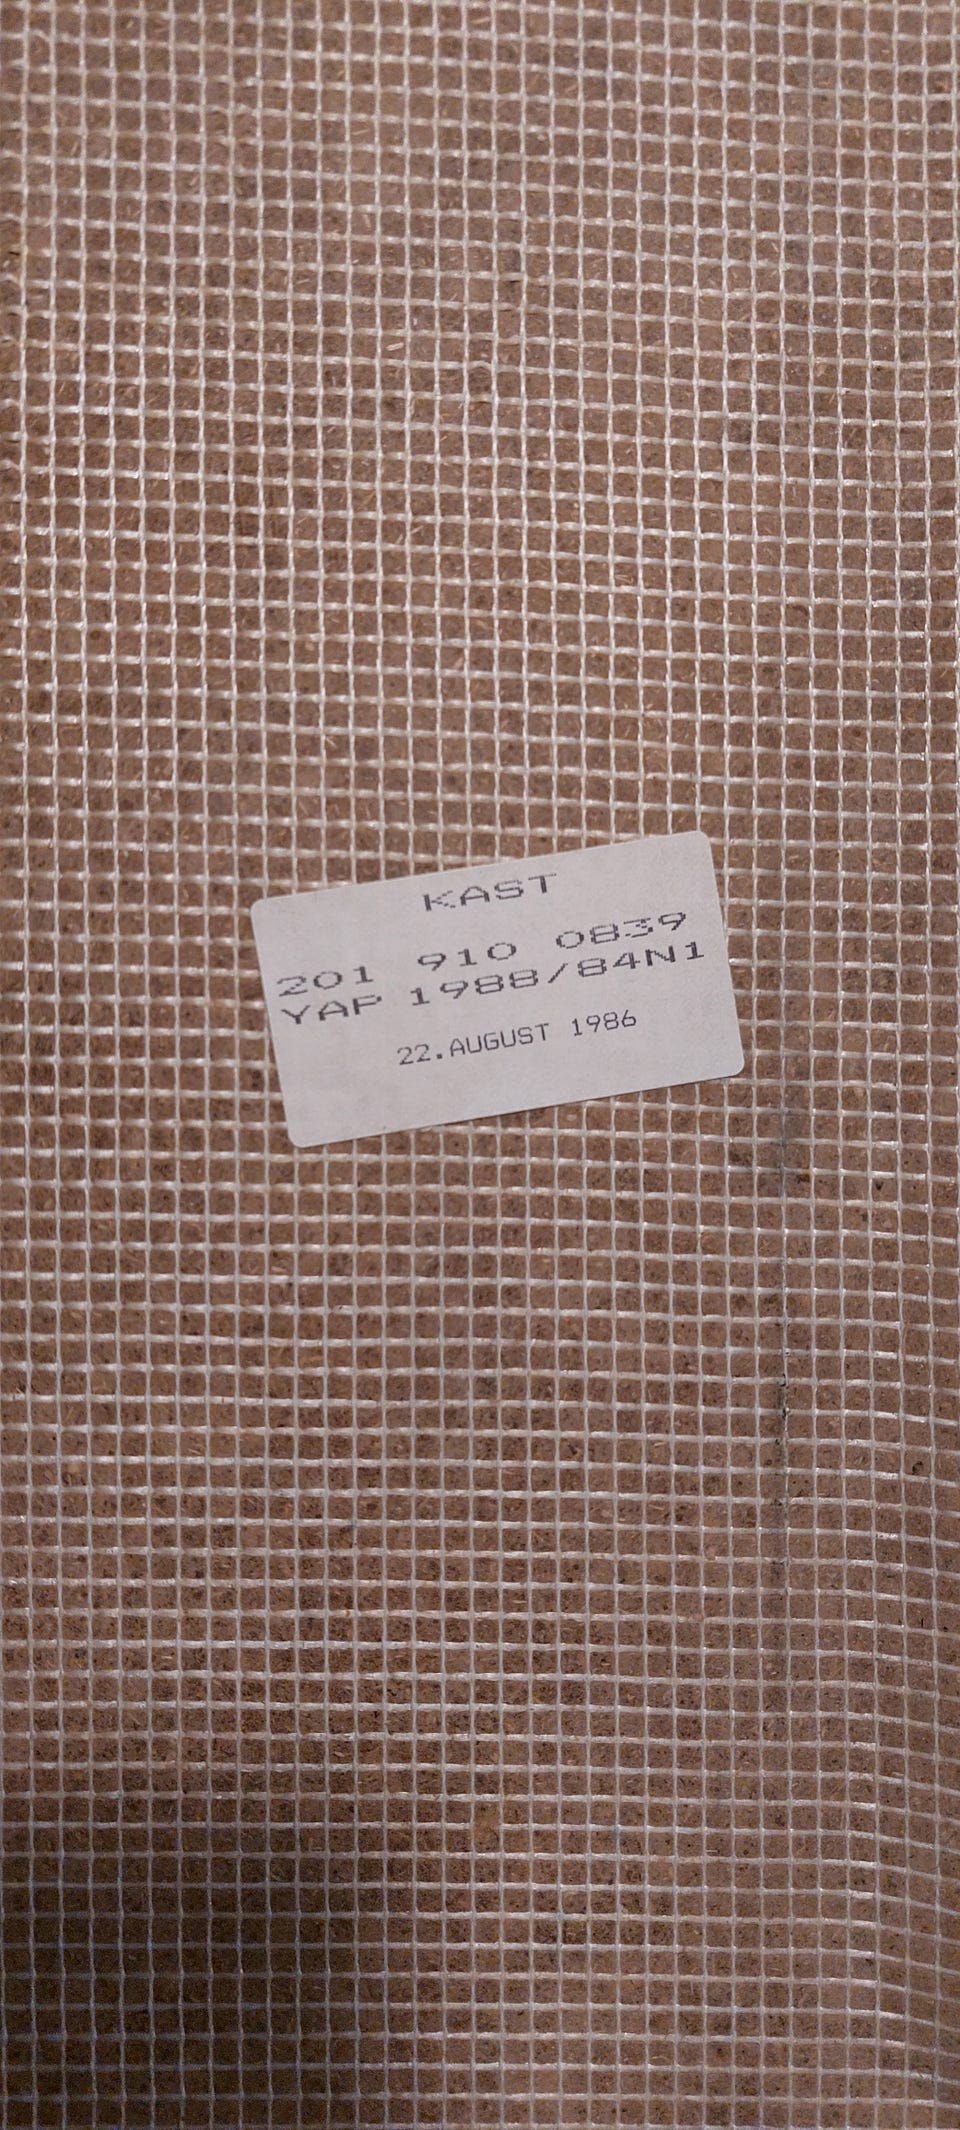 KAST
201 910 0839
YAP 1988/84N1
22.AUGUST 1986